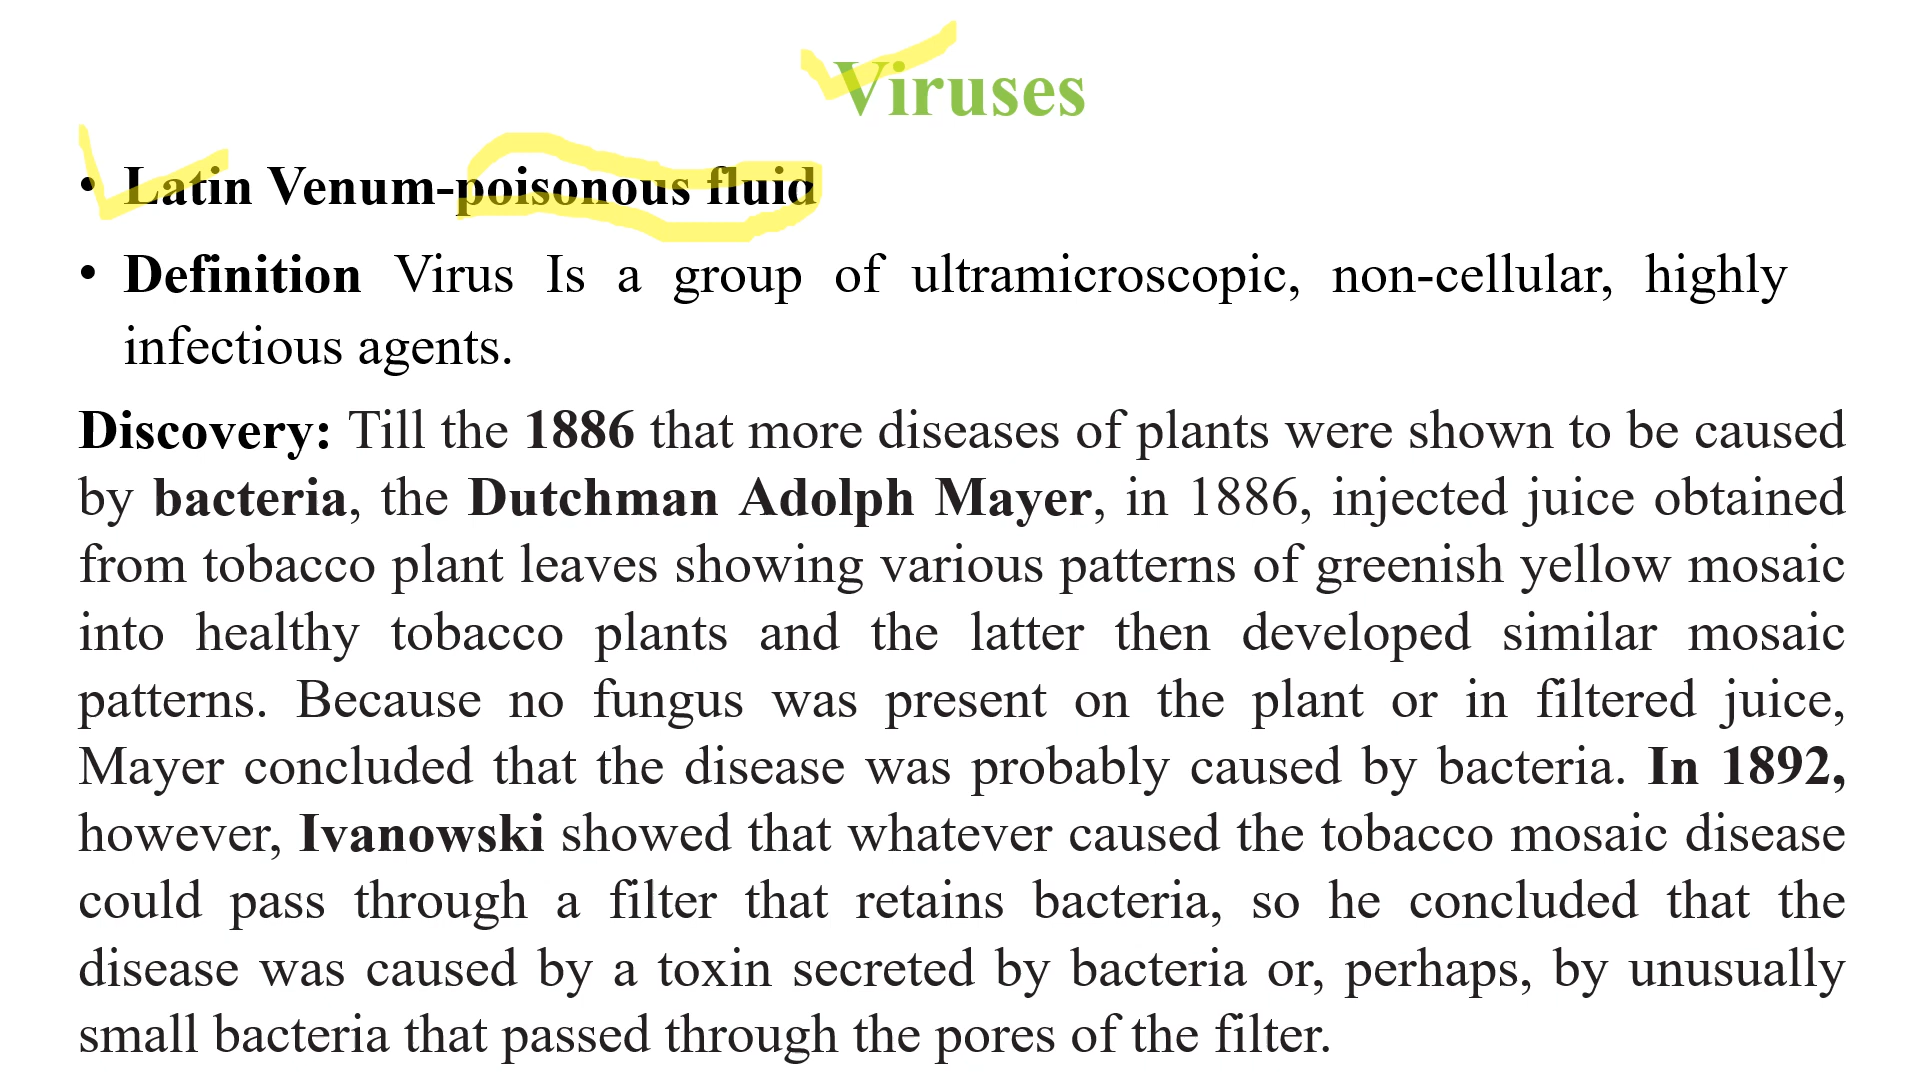 Viruses
• Latin Venum-poisonous fluid
• Definition Virus Is a group of ultramicroscopic, non-cellular, highly
infectious agents.
Discovery: Till the 1886 that more diseases of plants were shown to be caused
by bacteria, the Dutchman Adolph Mayer, in 1886, injected juice obtained
from tobacco plant leaves showing various patterns of greenish yellow mosaic
into healthy tobacco plants and the latter then developed similar mosaic
patterns. Because no fungus was present on the plant or in filtered juice,
Mayer concluded that the disease was probably caused by bacteria. In 1892,
however, Ivanowski showed that whatever caused the tobacco mosaic disease
could pass through a filter that retains bacteria, so he concluded that the
disease was caused by a toxin secreted by bacteria or, perhaps, by unusually
small bacteria that passed through the pores of the filter.